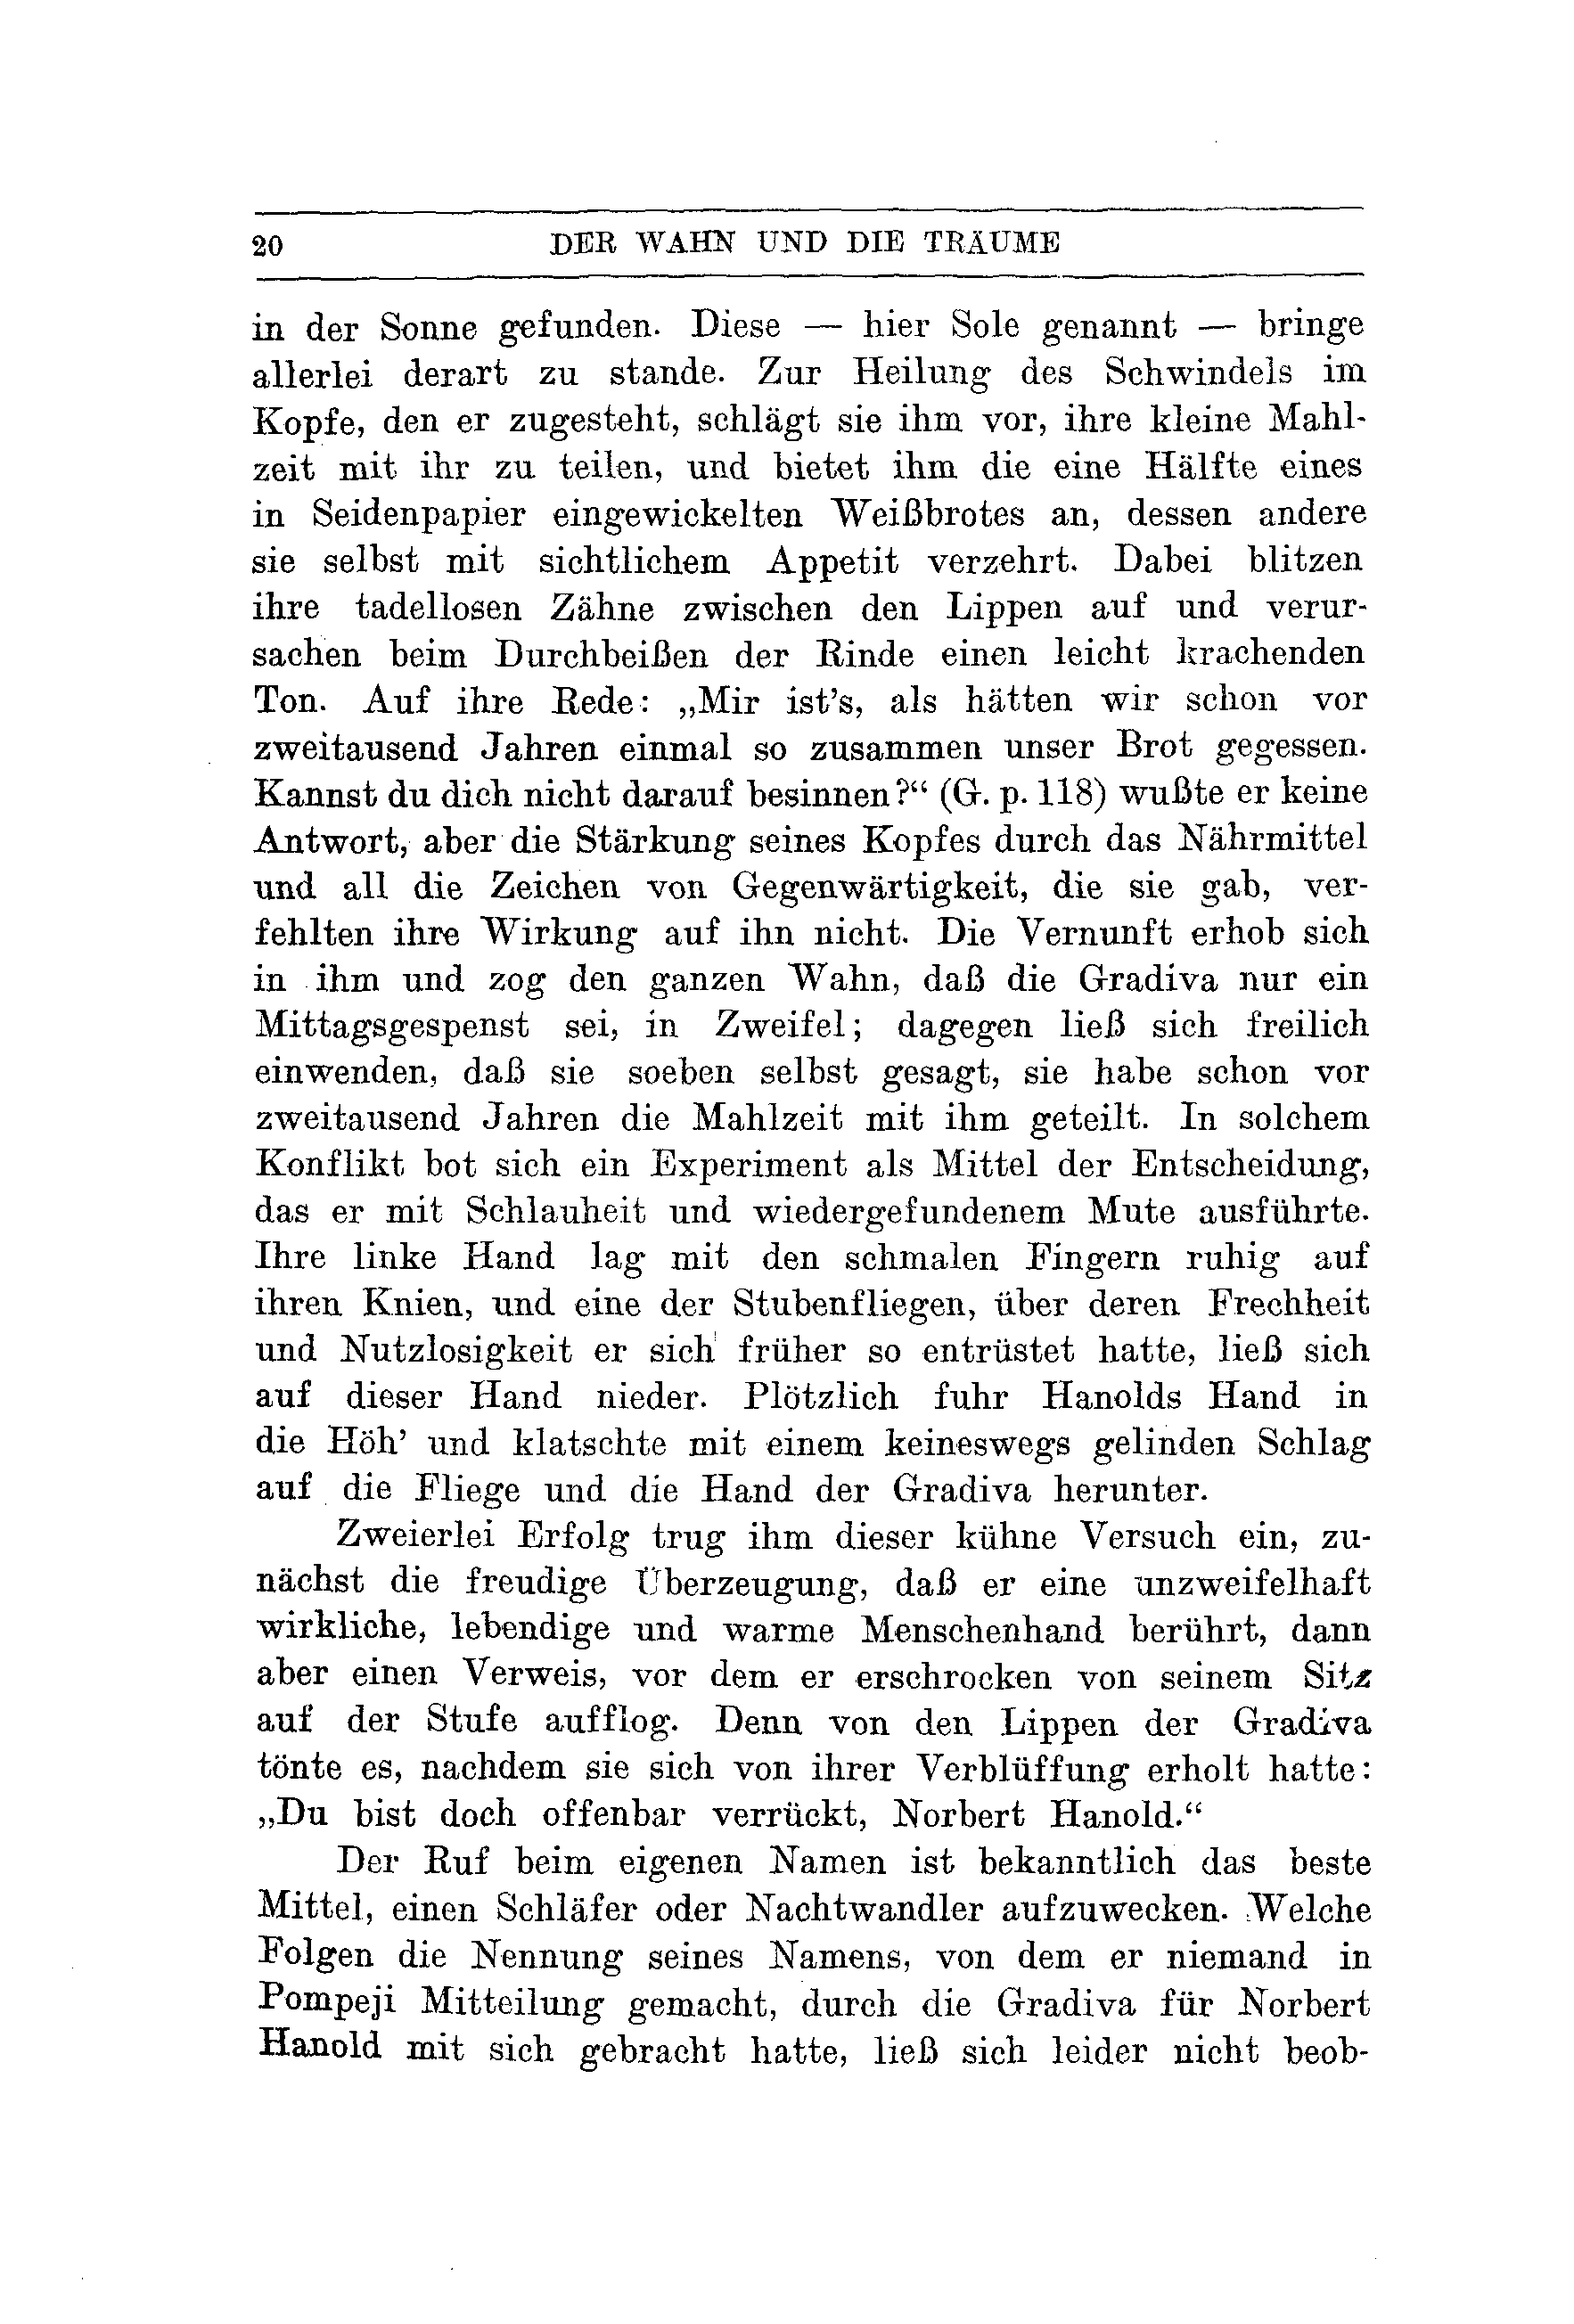 20 DER WAHN UND DIE TRÄUME
in der Sonne gefunden. Diese — hier Sole genannt — bringe
allerlei derart zu stande. Zur Heilung des Schwindels im
Kopfe, den er zugesteht, schlägt sie ihm vor, ihre kleine Mahl-
zeit mit ihr zu teilen, und bietet ihm die eine Hälfte eines
in Seidenpapier eingewickelten Weißbrotes an, dessen andere
sie selbst mit sichtlichem Appetit verzehrt. Dabei blitzen
ihre tadellosen Zähne zwischen den Lippen auf und verur-
sachen beim Durchbeißen der Rinde einen leicht krachenden
Ton. Auf ihre Rede: „Mir ist's, als hätten wir schon vor
zweitausend Jahren einmal so zusammen unser Brot gegessen.
Kannst du dich nicht darauf besinnen?“ (G. p. 118) wußte er keine
Antwort, aber die Stärkung seines Kopfes durch das Nährmittel
und all die Zeichen von Gegenwärtigkeit, die sie gab, ver-
fehlten ihre Wirkung auf ihn nicht. Die Vernunft erhob sich
in ihm und zog den ganzen Wahn, daß die Gradiva nur ein
Mittagsgespenst sei, in Zweifel; dagegen ließ sich freilich
einwenden, daß sie soeben selbst gesagt, sie habe schon vor
zweitausend Jahren die Mahlzeit mit ihm geteilt. In solchem
Konflikt bot sich ein Experiment als Mittel der Entscheidung,
das er mit Schlauheit und wiedergefundenem Mute ausführte.
Ihre linke Hand lag mit den schmalen Fingern ruhig auf
ihren Knien, und eine der Stubenfliegen, über deren Frechheit
und Nutzlosigkeit er sich früher so entrüstet hatte, ließ sich
auf dieser Hand nieder. Plötzlich fuhr Hanolds Hand in
die Höh' und klatschte mit einem keineswegs gelinden Schlag
auf die Fliege und die Hand der Gradiva herunter.
Zweierlei Erfolg trug ihm dieser kühne Versuch ein, zu-
nächst die freudige Überzeugung, daß er eine unzweifelhaft
wirkliche, lebendige und warme Menschenhand berührt, dann
aber einen Verweis, vor dem er erschrocken von seinem Sitz
auf der Stufe aufflog. Denn von den Lippen der Gradiva
tönte es, nachdem sie sich von ihrer Verblüffung erholt hatte:
„Du bist doch offenbar verrückt, Norbert Hanold.“
Der Ruf beim eigenen Namen ist bekanntlich das beste
Mittel, einen Schläfer oder Nachtwandler aufzuwecken. Welche
Folgen die Nennung seines Namens, von dem er niemand in
Pompeji Mitteilung gemacht, durch die Gradiva für Norbert
Hanold mit sich gebracht hatte, ließ sich leider nicht beob-